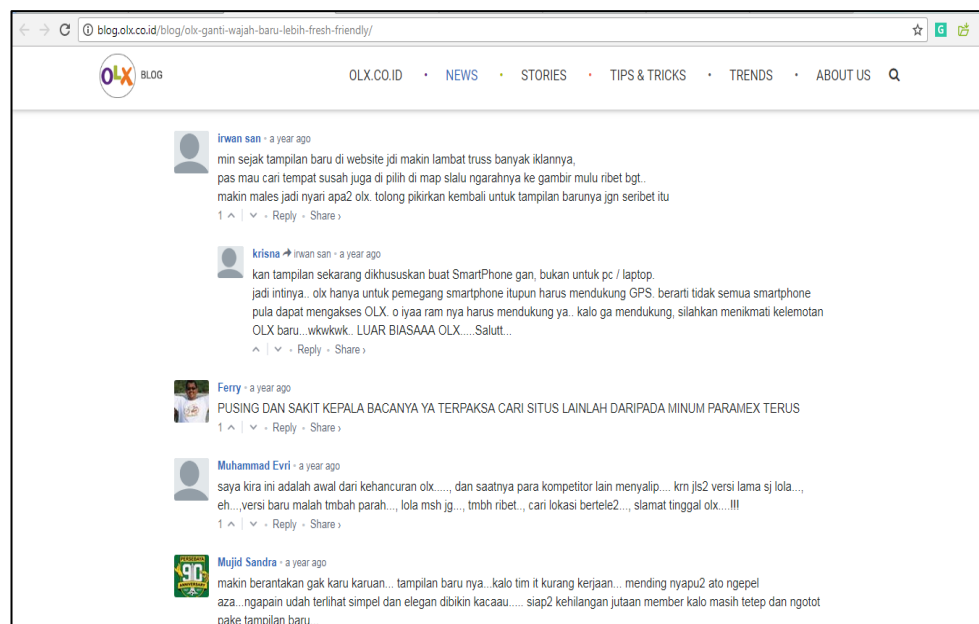 blog.olx.co.id/blog/olx-ganti-wajah-baru-lebih-fresh-friendly/
OLX BLOG
OLX.CO.ID • NEWS • STORIES • TIPS & TRICKS • TRENDS • ABOUT US
irwan san • a year ago
min sejak tampilan baru di website jdi makin lambat truss banyak iklannya,
pas mau cari tempat susah juga di pilih di map slalu ngarahnya ke gambir mulu ribet bgt..
makin males jadi nyari apa2 olx. tolong pikirkan kembali untuk tampilan barunya jgn seribet itu
1 • Reply • Share ›
krisna irwan san • a year ago
kan tampilan sekarang dikhususkan buat SmartPhone gan, bukan untuk pc / laptop.
jadi intinya.. olx hanya untuk pemegang smartphone itupun harus mendukung GPS. berarti tidak semua smartphone
pula dapat mengakses OLX. o iyaa ram nya harus mendukung ya.. kalo ga mendukung, silahkan menikmati kelemotan
OLX baru...wkwkwk.. LUAR BIASAAA OLX.....Salutt...
• Reply • Share ›
Ferry • a year ago
PUSING DAN SAKIT KEPALA BACANYA YA TERPAKSA CARI SITUS LAINLAH DARIPADA MINUM PARAMEX TERUS
1 • Reply • Share ›
Muhammad Evri • a year ago
saya kira ini adalah awal dari kehancuran olx....., dan saatnya para kompetitor lain menyalip.... krn jls2 versi lama sj lola...,
eh...,versi baru malah tmbah parah..., lola msh jg..., tmbh ribet.., cari lokasi bertele2..., slamat tinggal olx....!!!
1 • Reply • Share ›
PERSEBAYA
90
ANNIVERSARY
Mujid Sandra • a year ago
makin berantakan gak karu karuan... tampilan baru nya...kalo tim it kurang kerjaan... mending nyapu2 ato ngepel
aza...ngapain udah terlihat simpel dan elegan dibikin kacaau..... siap2 kehilangan jutaan member kalo masih tetep dan ngotot
pake tampilan baru